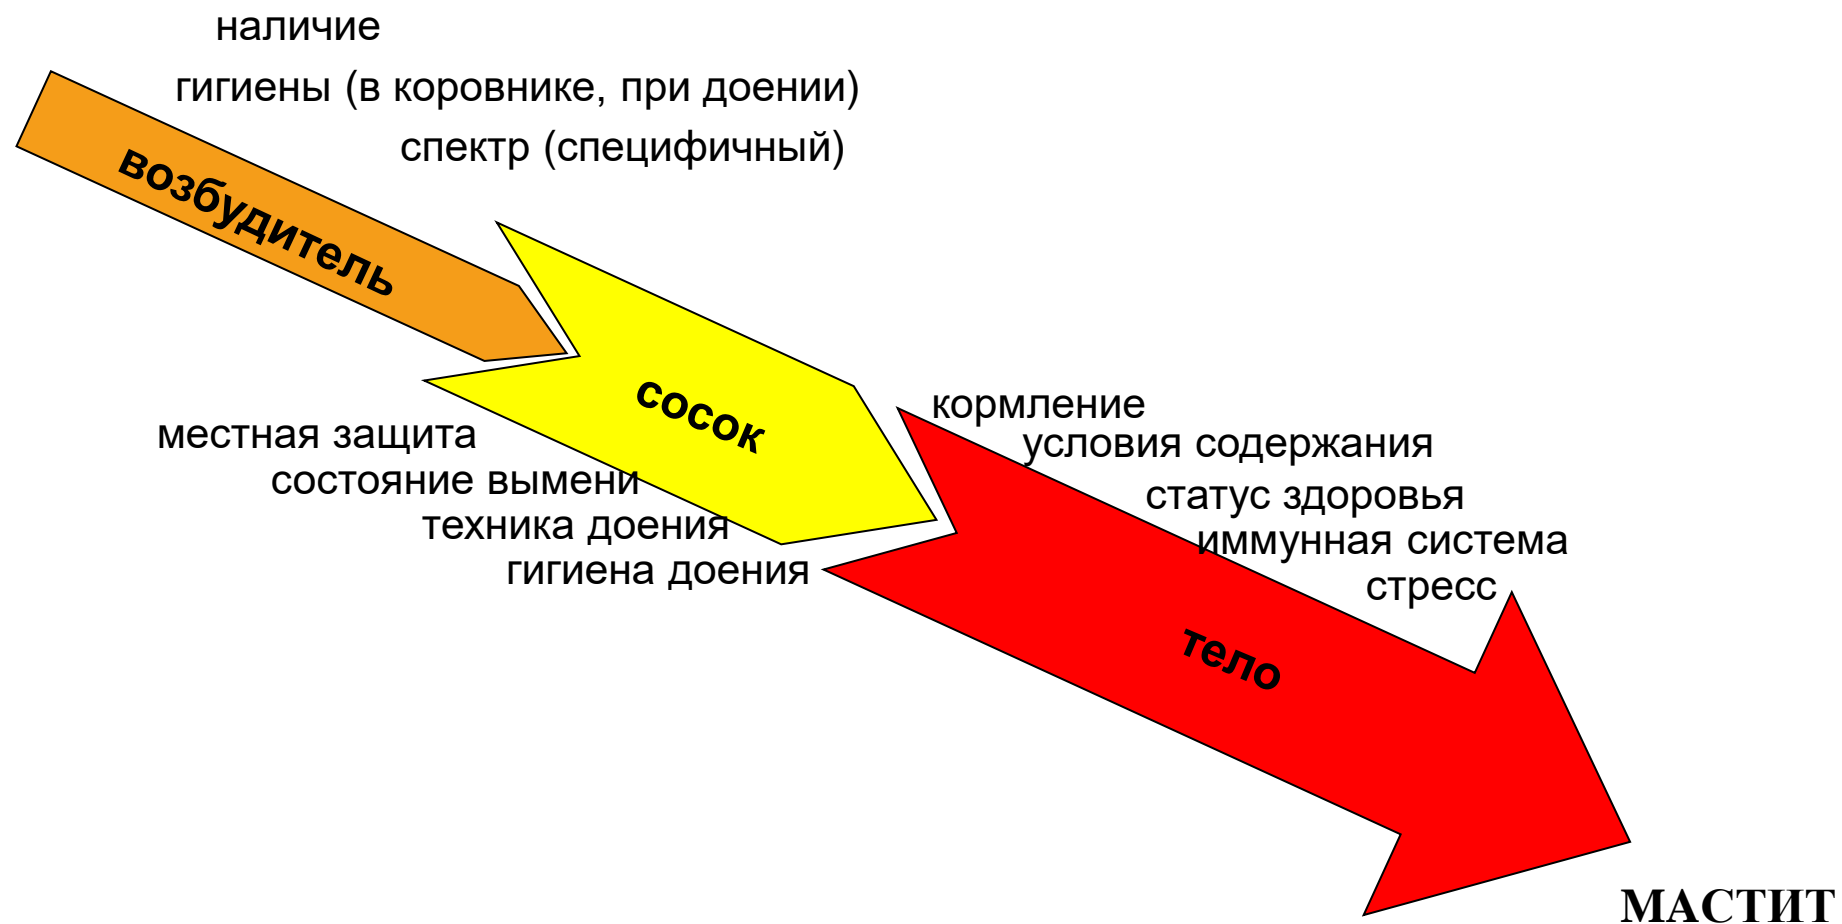 наличие
гигиены (в коровнике, при доении)
спектр (специфичный)
возбудитель
сосок
местная защита
состояние вымени
техника доения
гигиена доения
кормление
условия содержания
статус здоровья
иммунная система
стресс
тело
МАСТИТ